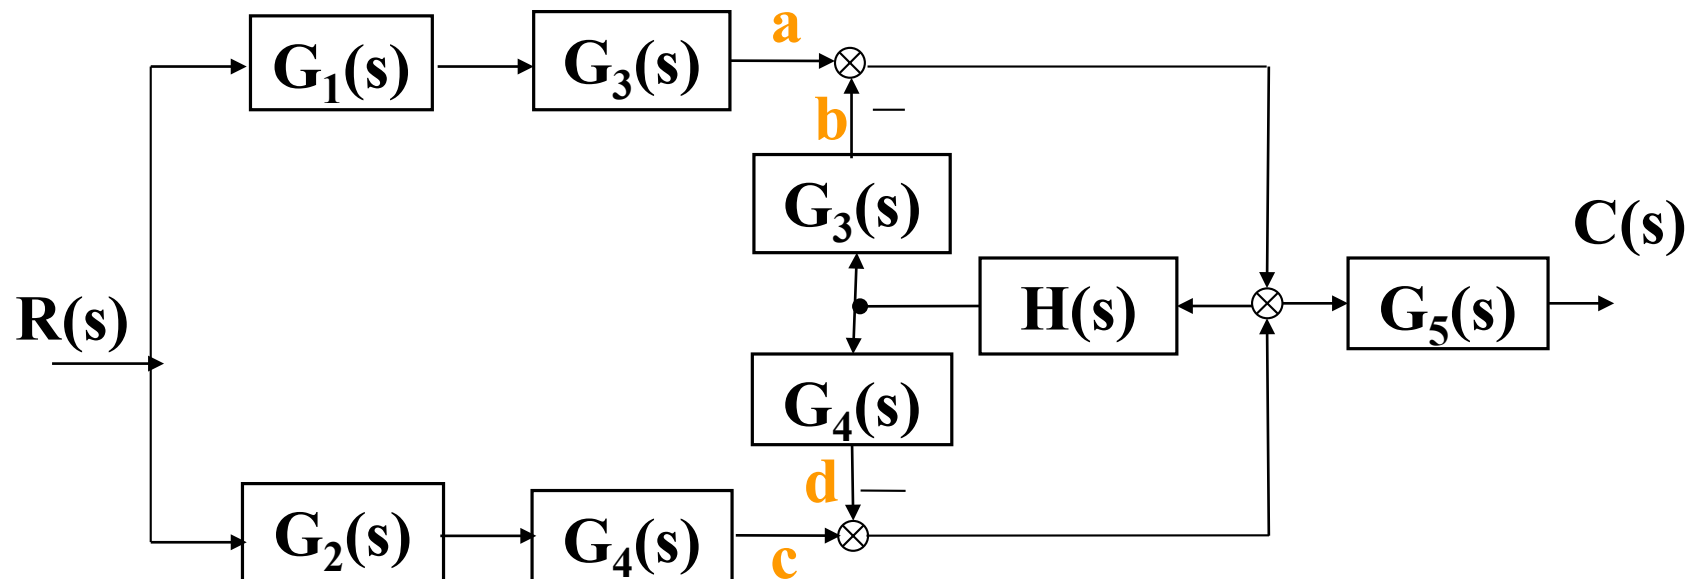 a
G₁(s)
G₃(s)
b
—
G₃(s)
C(s)
R(s)
H(s)
G₅(s)
G₄(s)
d
—
G₂(s)
G₄(s)
c